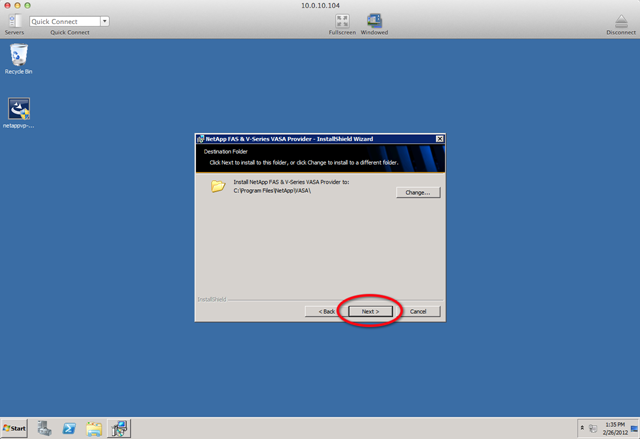 10.0.10.104
Quick Connect
Servers
Quick Connect
Fullscreen
Windowed
Disconnect
Recycle Bin
netappvp-...
NetApp FAS & V-Series VASA Provider - InstallShield Wizard
Destination Folder
Click Next to install to this folder, or click Change to install to a different folder.
Install NetApp FAS & V-Series VASA Provider to:
C:\Program Files\NetApp\VASA\
Change...
InstallShield
< Back
Next >
Cancel
Start
1:35 PM
2/26/2012